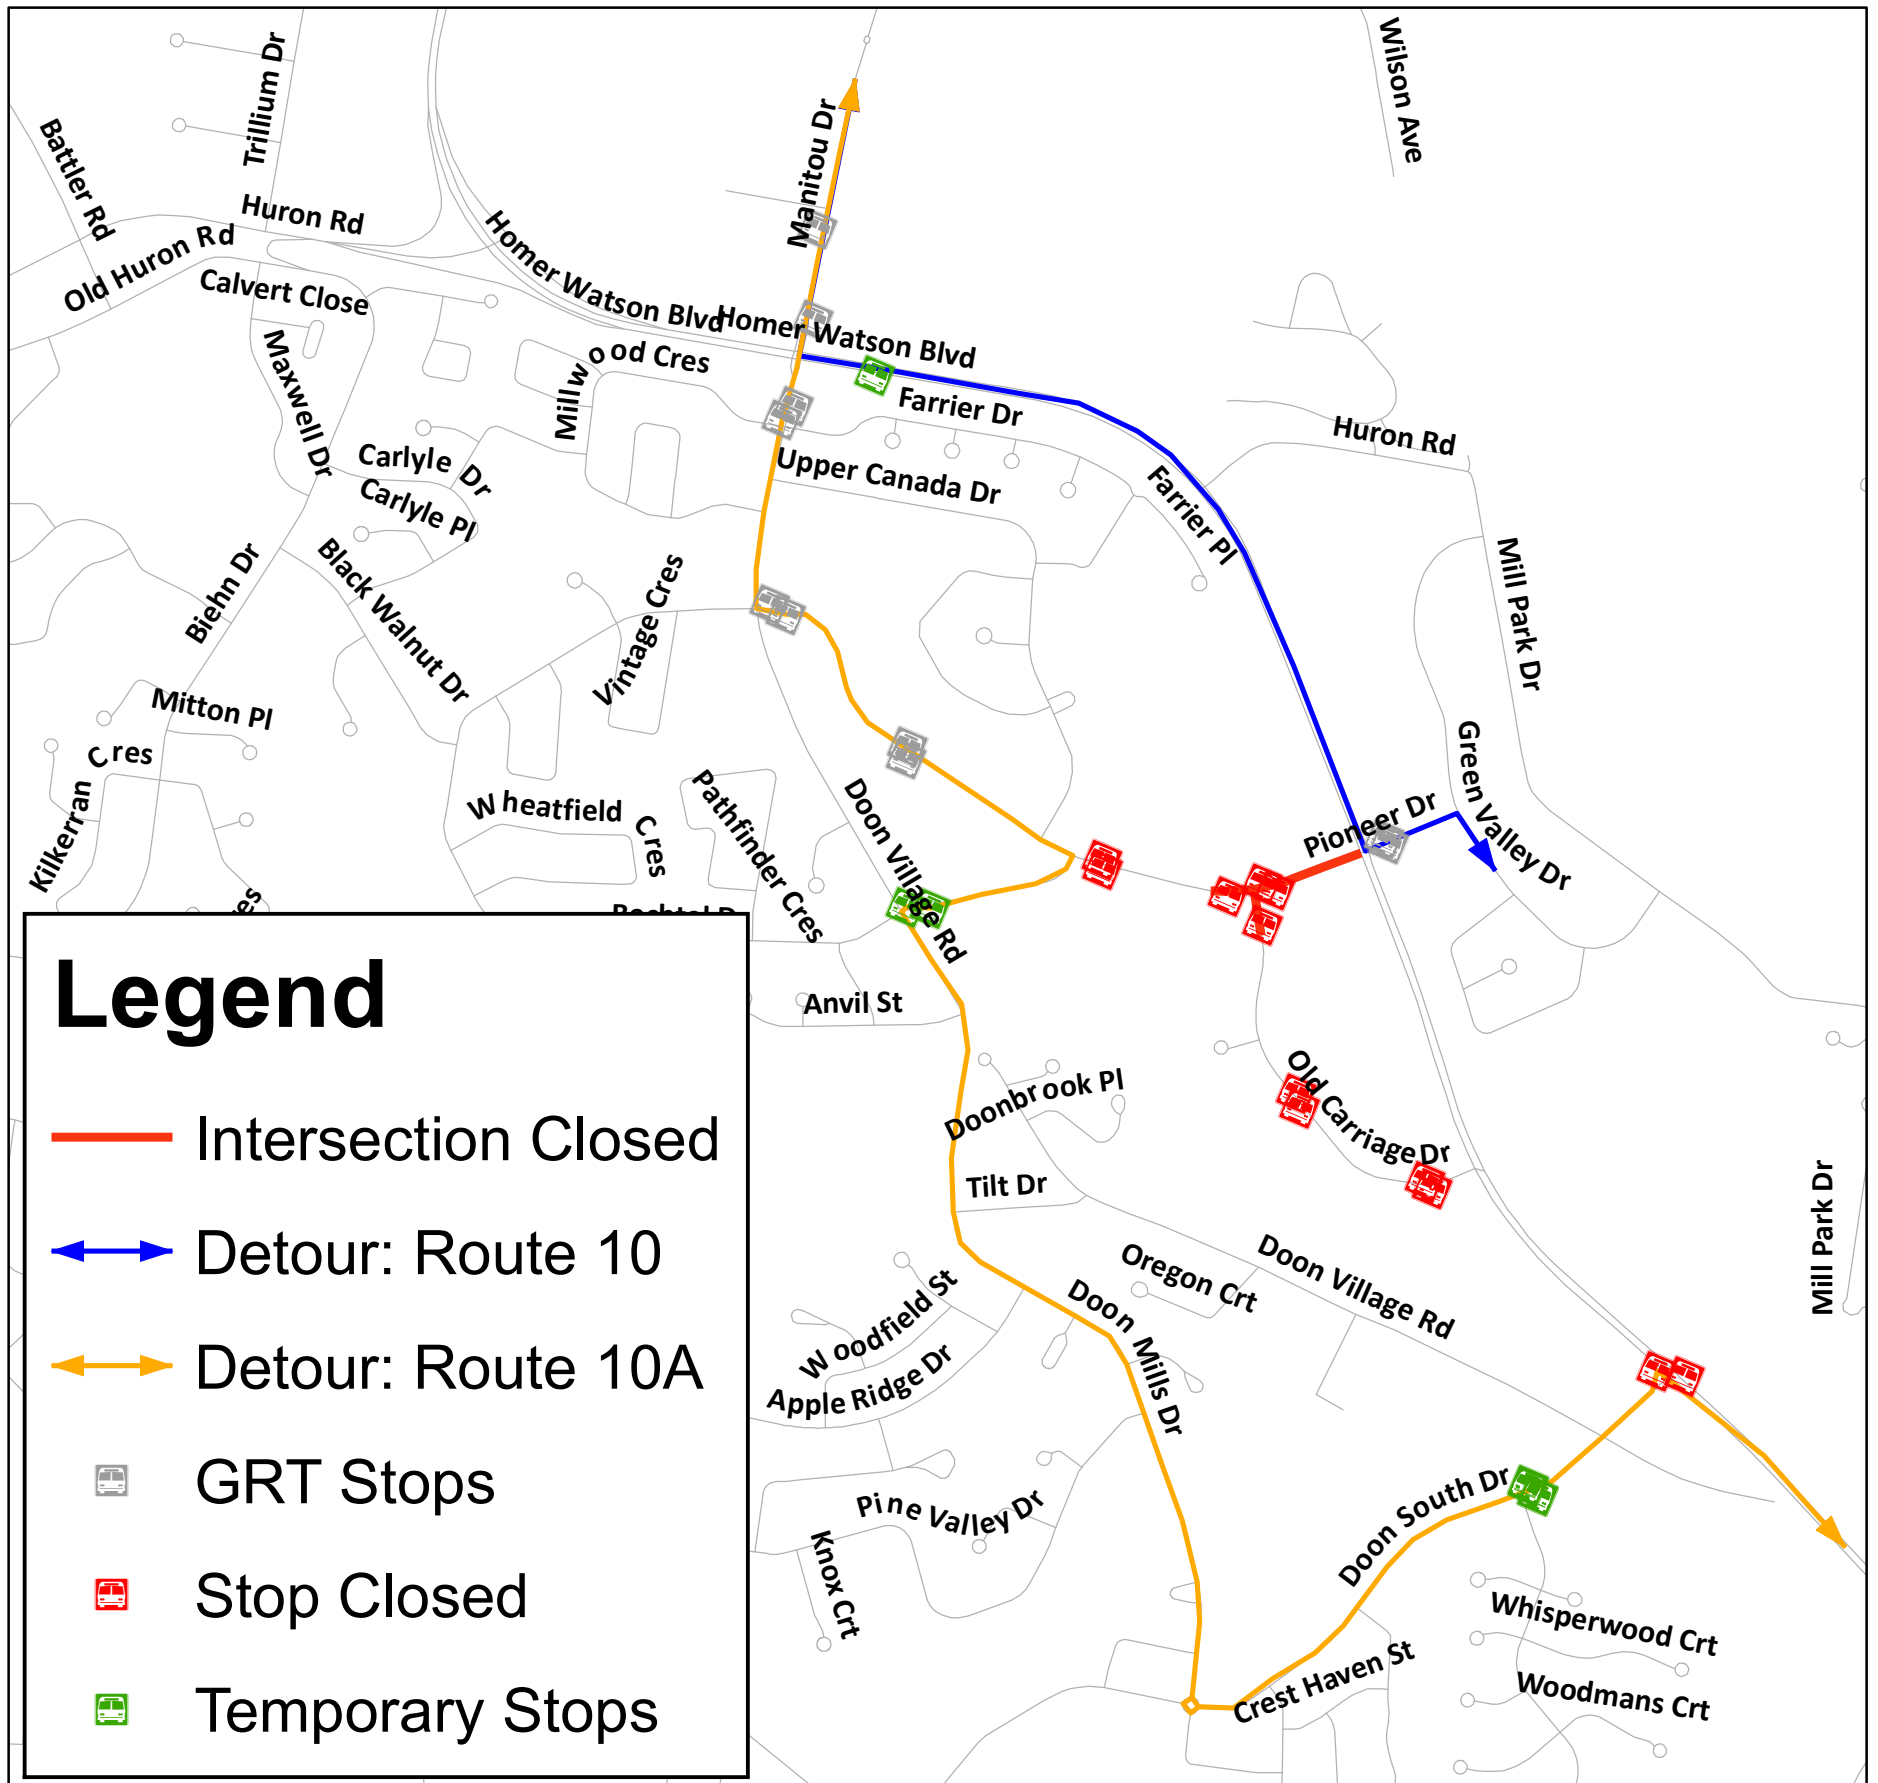 Wilson Ave
Trillium Dr
Battler Rd
Manitou Dr
Huron Rd
Old Huron Rd
Homer Watson Blvd
Calvert Close
Homer Watson Blvd
Millwood Cres
Farrier Dr
Maxwell Dr
Huron Rd
Carlyle Dr
Upper Canada Dr
Carlyle Pl
Farrier Pl
Mill Park Dr
Biehn Dr
Black Walnut Dr
Vintage Cres
Mitton Pl
Green Valley Dr
Kilkerran Cres
Wheatfield Cres
Pathfinder Cres
Doon Village Rd
Pioneer Dr
Anvil St
Old Carriage Dr
Doonbrook Pl
Tilt Dr
Mill Park Dr
Oregon Crt
Doon Village Rd
Woodfield St
Doon Mills Dr
Apple Ridge Dr
Pine Valley Dr
Doon South Dr
Knox Crt
Whisperwood Crt
Crest Haven St
Woodmans Crt
Legend
Intersection Closed
Detour: Route 10
Detour: Route 10A
GRT Stops
Stop Closed
Temporary Stops